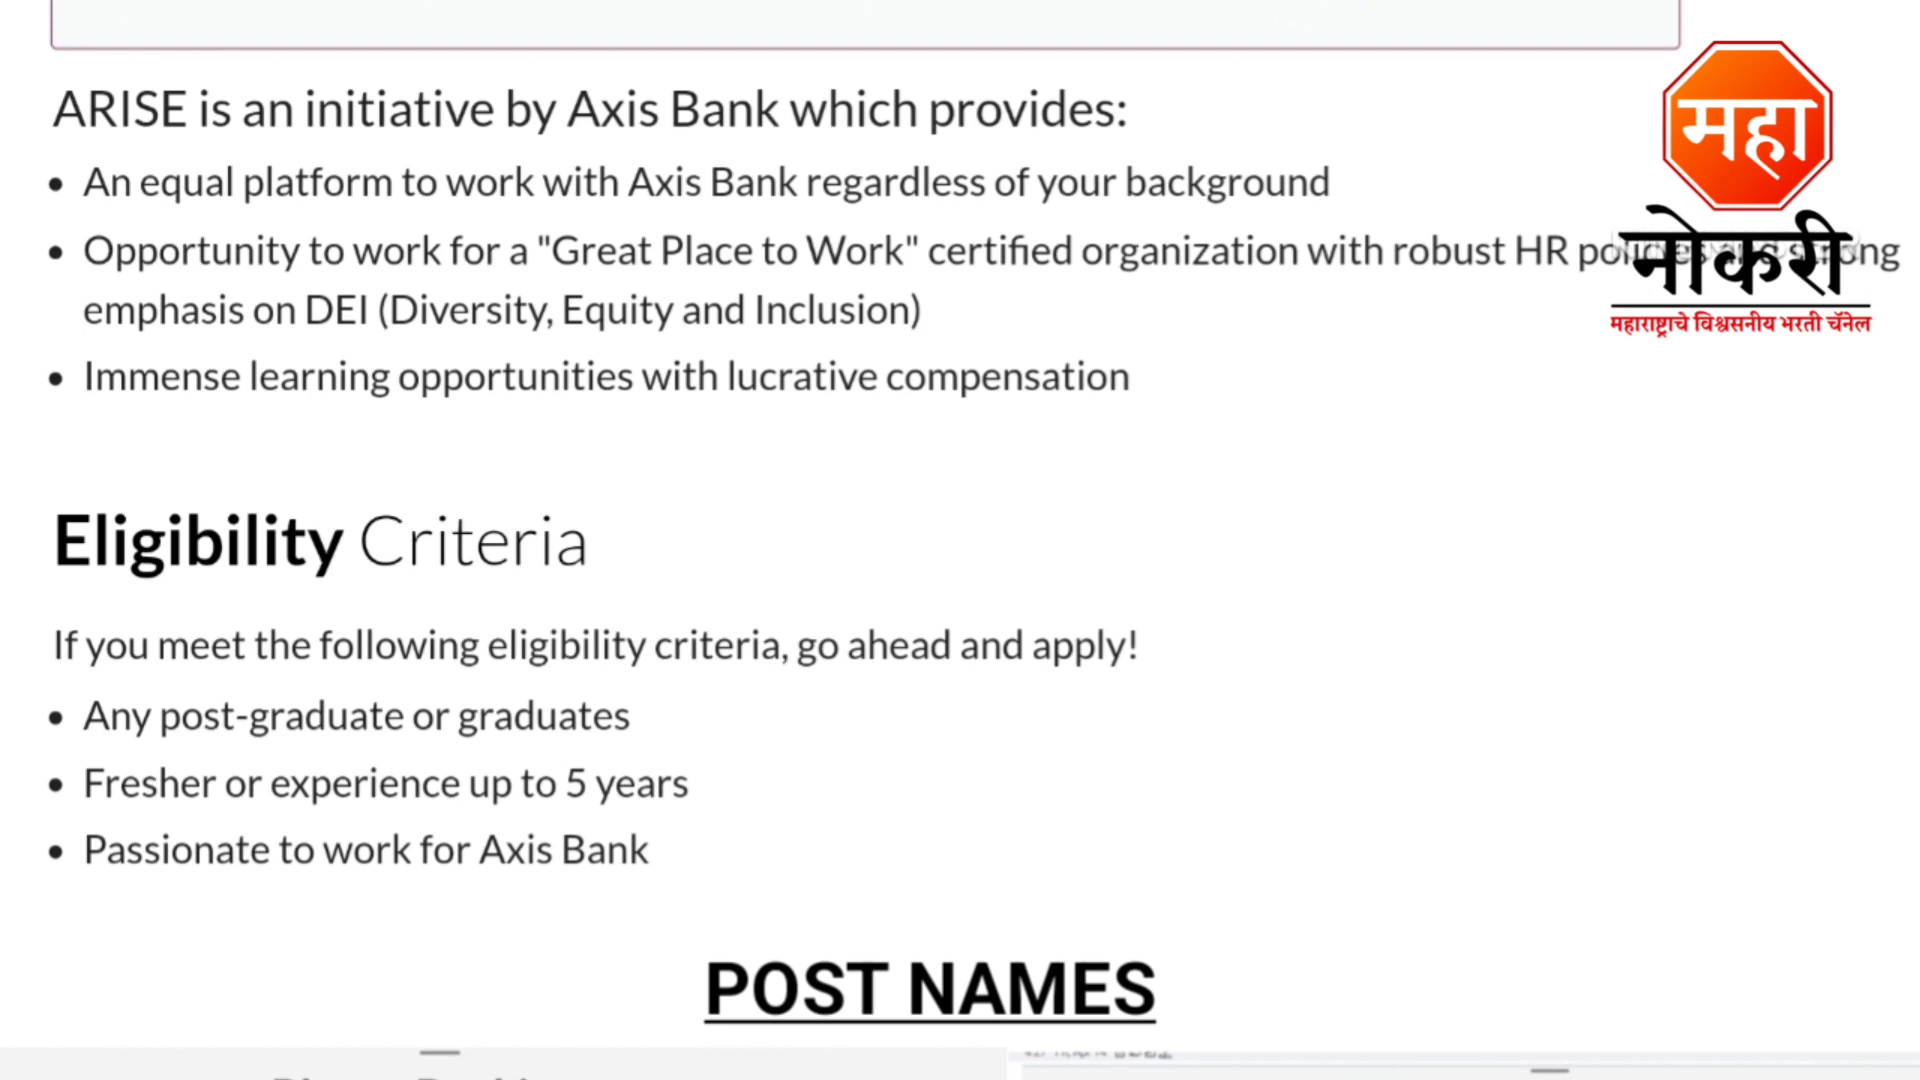 ARISE is an initiative by Axis Bank which provides:
• An equal platform to work with Axis Bank regardless of your background
महा
• Opportunity to work for a "Great Place to Work" certified organization with robust HR policies and strong
नोकरी
emphasis on DEI (Diversity, Equity and Inclusion)
महाराष्ट्राचे विश्वसनीय भरती चॅनेल
• Immense learning opportunities with lucrative compensation
Eligibility Criteria
If you meet the following eligibility criteria, go ahead and apply!
• Any post-graduate or graduates
• Fresher or experience up to 5 years
• Passionate to work for Axis Bank
POST NAMES